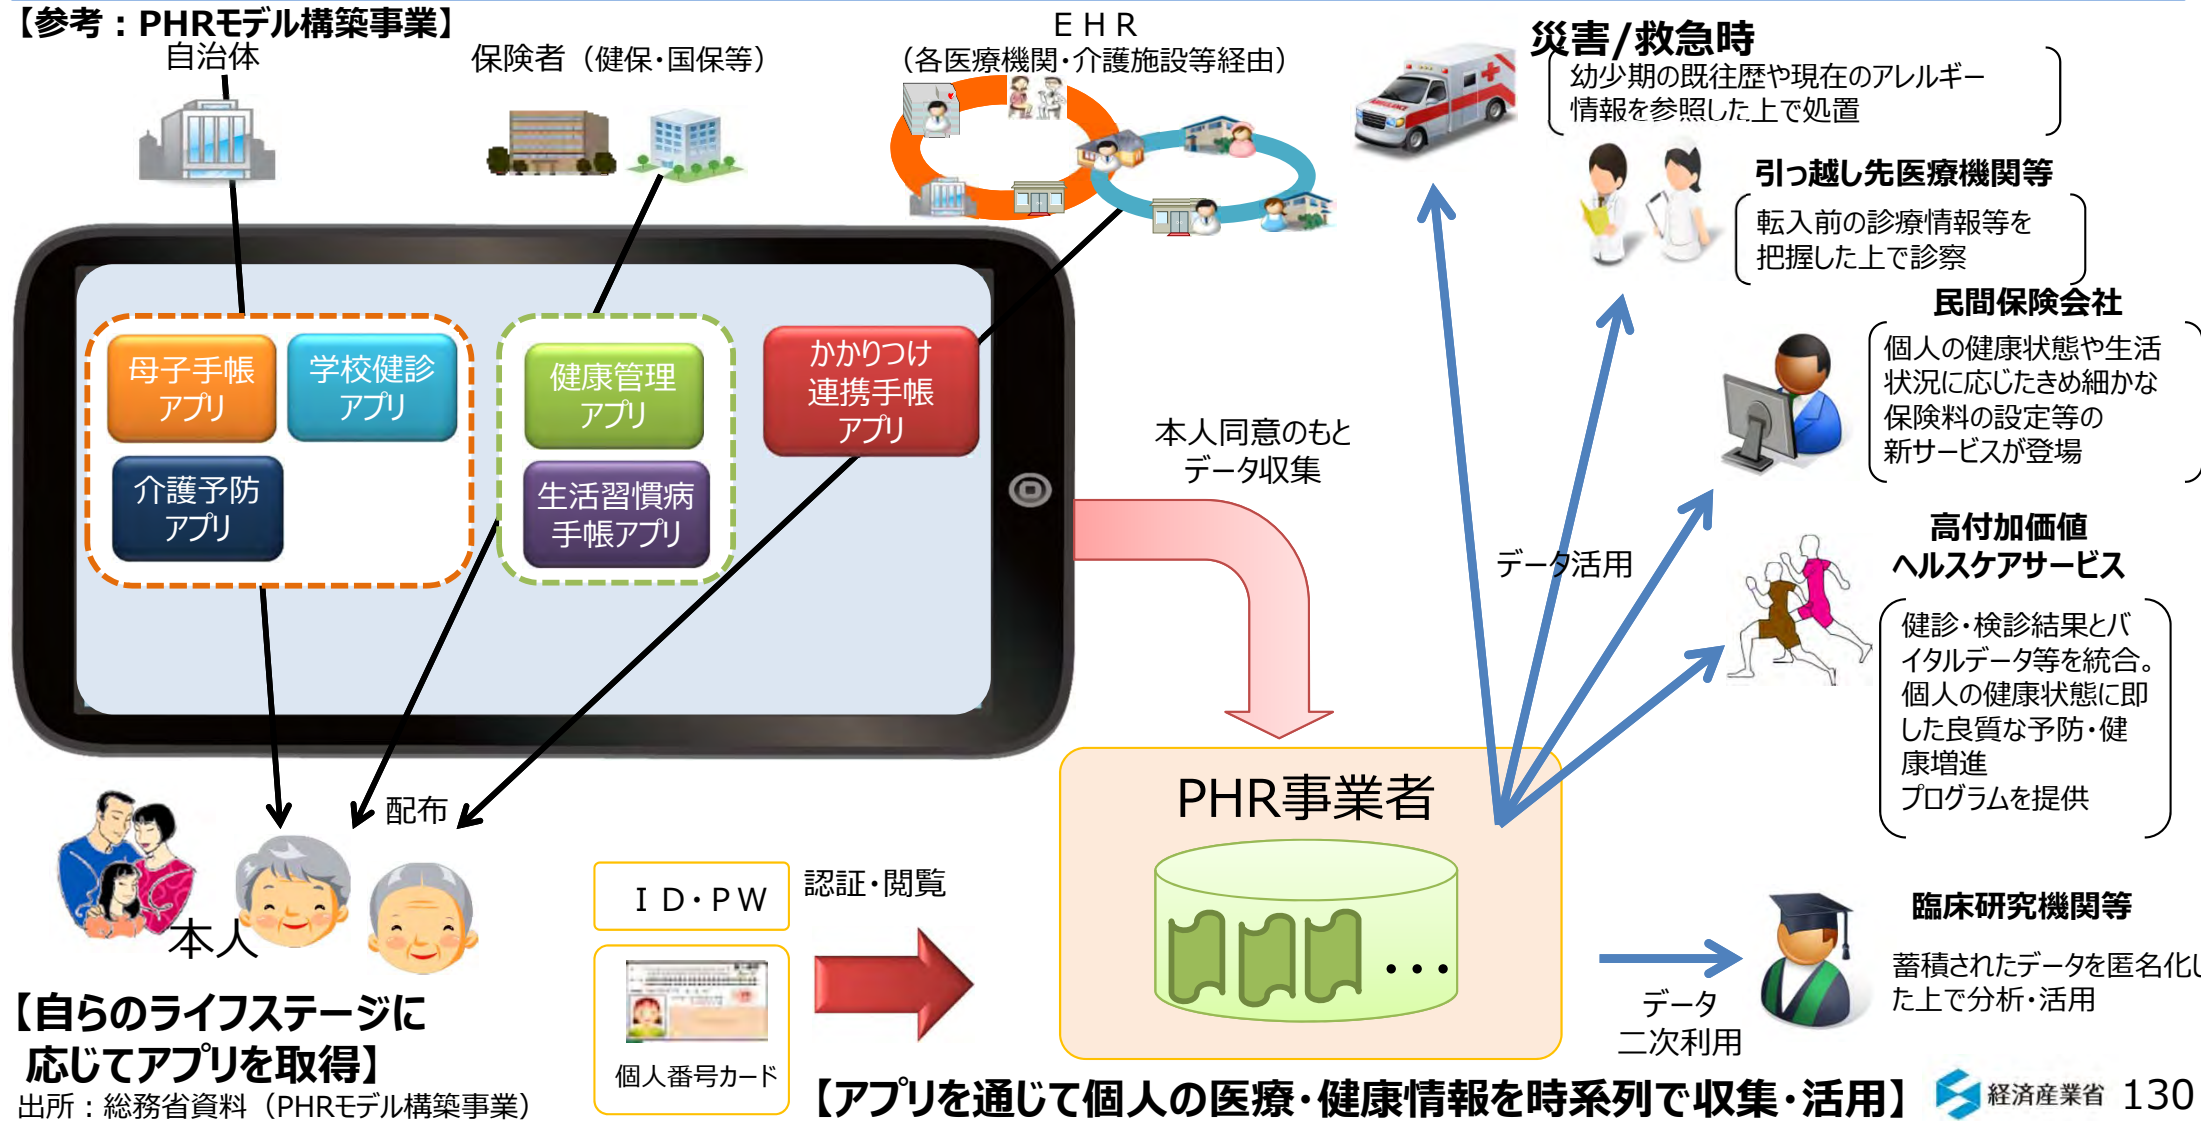 【参考：PHRモデル構築事業】
自治体
保険者（健保・国保等）
ＥＨＲ
（各医療機関・介護施設等経由）
災害/救急時
幼少期の既往歴や現在のアレルギー
情報を参照した上で処置
引っ越し先医療機関等
転入前の診療情報等を
把握した上で診察
民間保険会社
個人の健康状態や生活
状況に応じたきめ細かな
保険料の設定等の
新サービスが登場
高付加価値
ヘルスケアサービス
健診・検診結果とバ
イタルデータ等を統合。
個人の健康状態に即
した良質な予防・健
康増進
プログラムを提供
臨床研究機関等
蓄積されたデータを匿名化し
た上で分析・活用
母子手帳
アプリ
学校健診
アプリ
介護予防
アプリ
健康管理
アプリ
生活習慣病
手帳アプリ
かかりつけ
連携手帳
アプリ
AMBULANCE
本人同意のもと
データ収集
データ活用
PHR事業者
・・・
データ
二次利用
配布
本人
ＩＤ・ＰＷ
認証・閲覧
個人番号カード
【自らのライフステージに
応じてアプリを取得】
出所：総務省資料（PHRモデル構築事業）
【アプリを通じて個人の医療・健康情報を時系列で収集・活用】
経済産業省
130